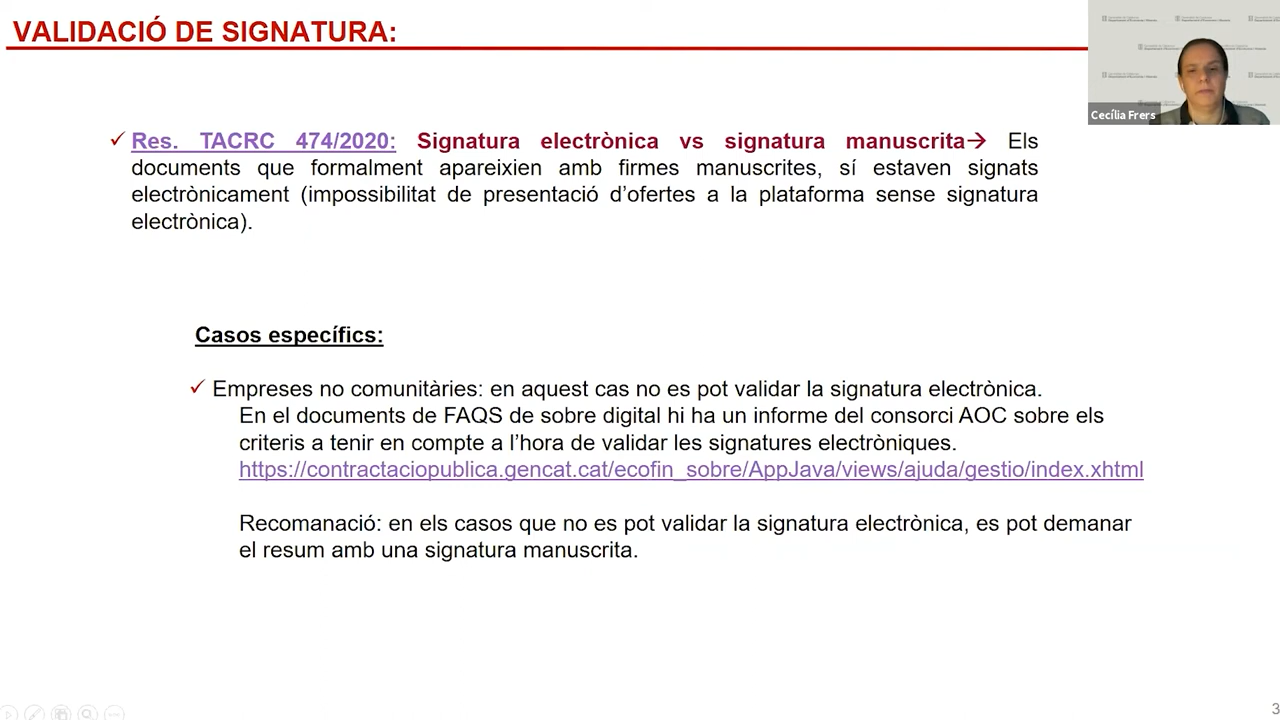 VALIDACIÓ DE SIGNATURA:
Cecília Frers
Res. TACRC 474/2020: Signatura electrònica vs signatura manuscrita→ Els
documents que formalment apareixien amb firmes manuscrites, sí estaven signats
electrònicament (impossibilitat de presentació d’ofertes a la plataforma sense signatura
electrònica).
Casos específics:
Empreses no comunitàries: en aquest cas no es pot validar la signatura electrònica.
En el documents de FAQS de sobre digital hi ha un informe del consorci AOC sobre els
criteris a tenir en compte a l’hora de validar les signatures electròniques.
https://contractaciopublica.gencat.cat/ecofin_sobre/AppJava/views/ajuda/gestio/index.xhtml
Recomanació: en els casos que no es pot validar la signatura electrònica, es pot demanar
el resum amb una signatura manuscrita.
3